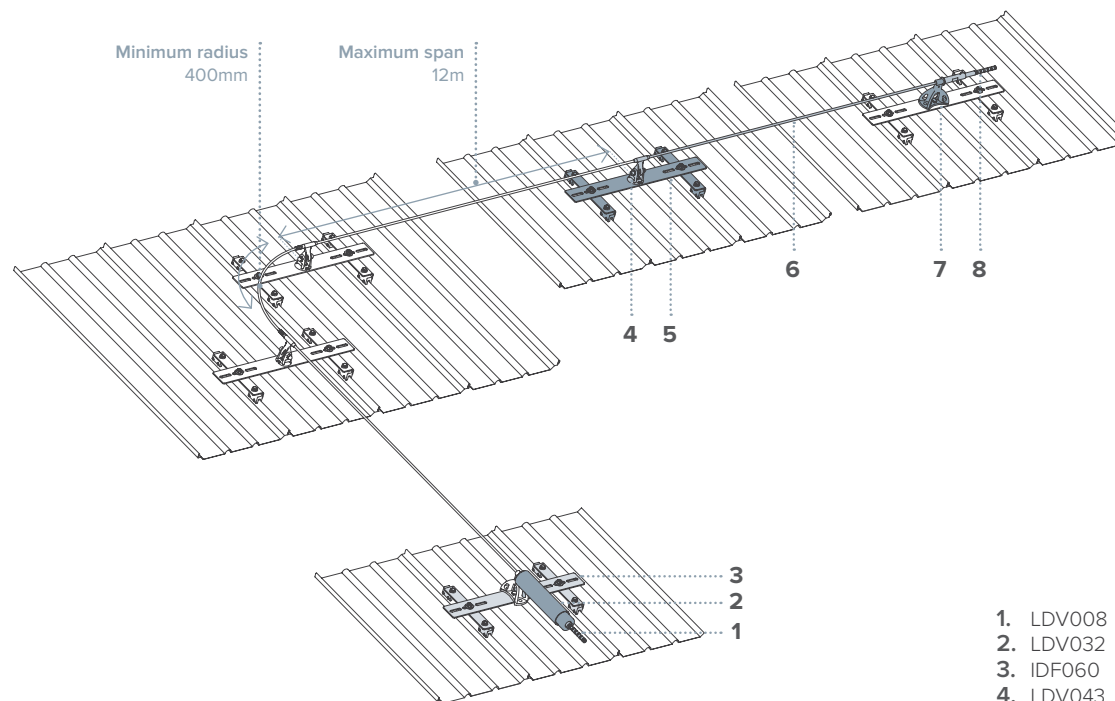 Minimum radius
400mm
Maximum span
12m
4
5
6
7
8
3
2
1
1. LDV008
2. LDV032
3. IDF060
4. LDV043